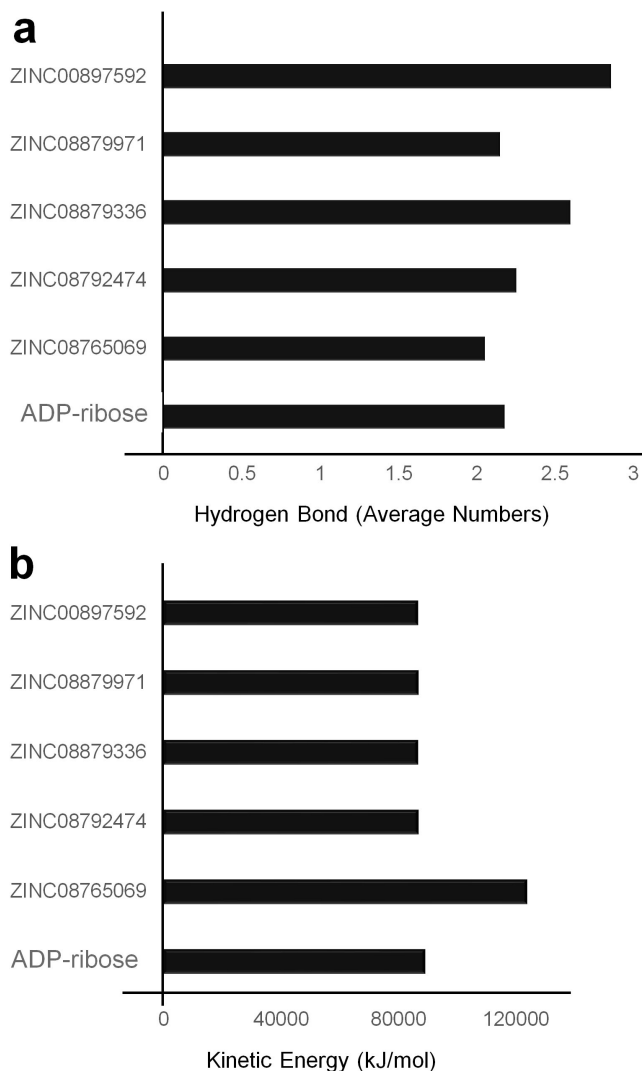 a
ZINC00897592
ZINC08879971
ZINC08879336
ZINC08792474
ZINC08765069
ADP-ribose
0 0.5 1 1.5 2 2.5 3
Hydrogen Bond (Average Numbers)
b
ZINC00897592
ZINC08879971
ZINC08879336
ZINC08792474
ZINC08765069
ADP-ribose
0 40000 80000 120000
Kinetic Energy (kJ/mol)